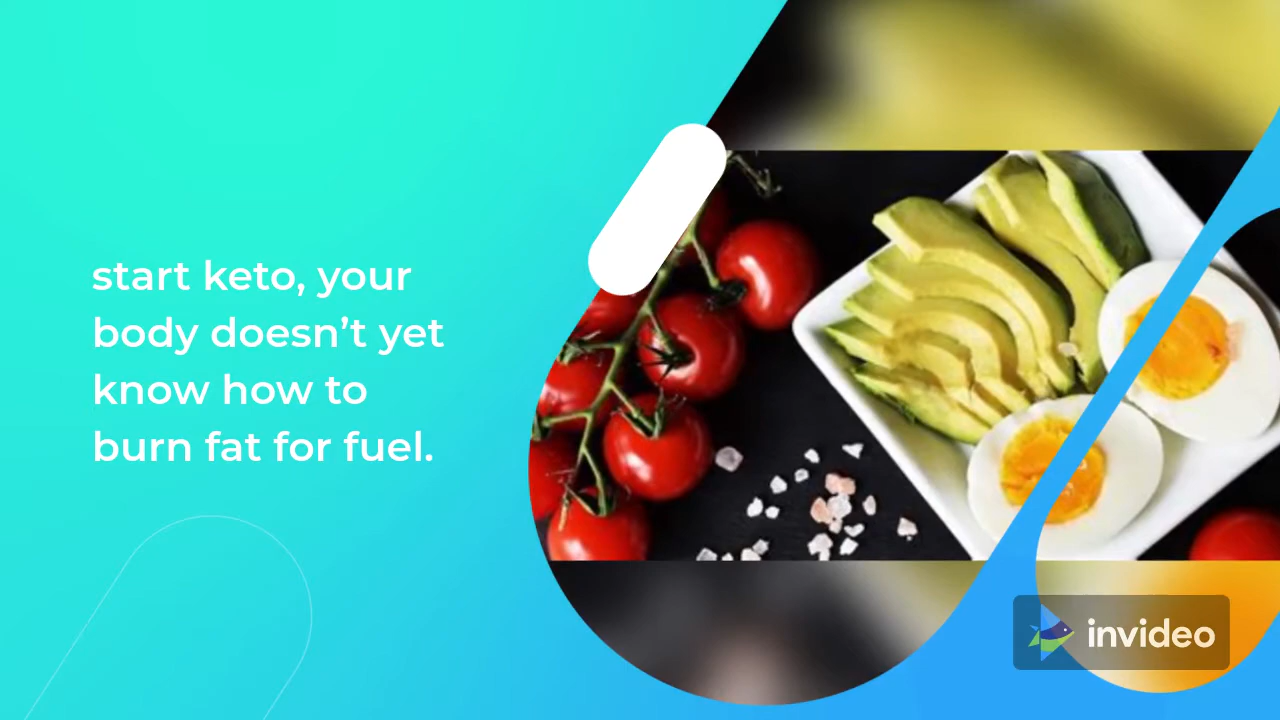 start keto, your
body doesn’t yet
know how to
burn fat for fuel.
invideo